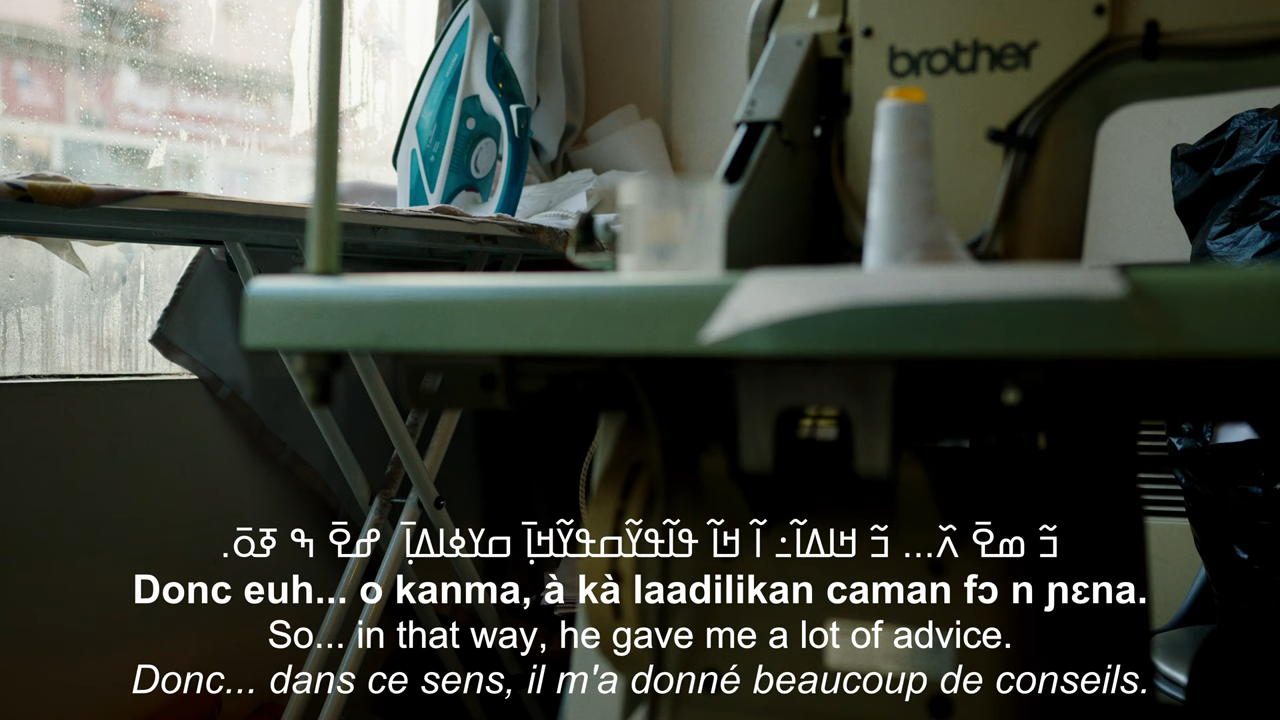 brother
Donc euh... o kanma, à kà laadilikan caman fɔ n ɲɛna.
So... in that way, he gave me a lot of advice.
Donc... dans ce sens, il m'a donné beaucoup de conseils.